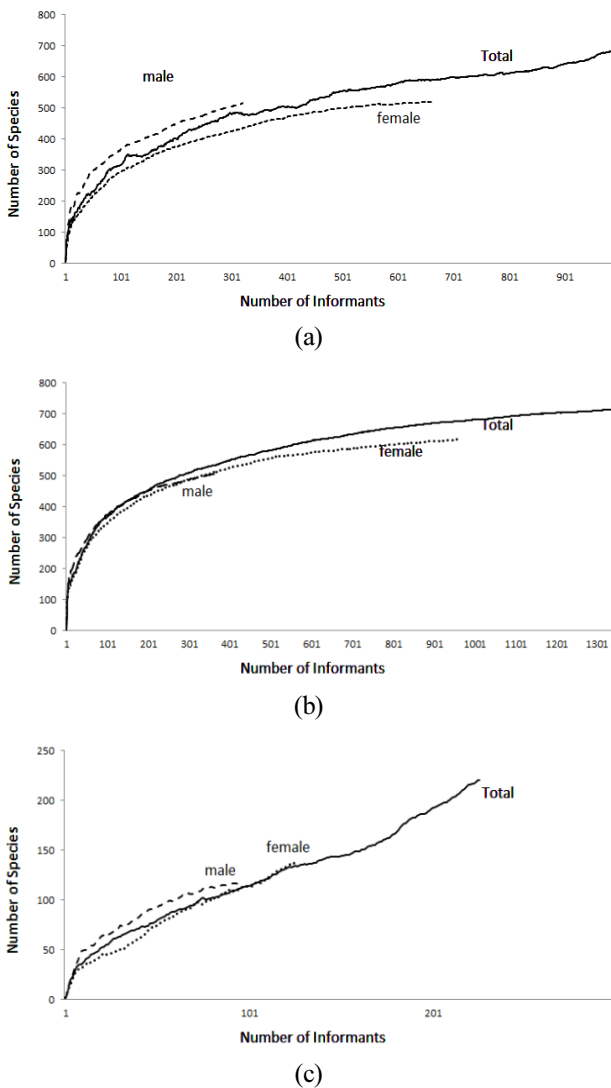 800
700
600
500
400
300
200
100
0
Number of Species
male
Total
female
1 101 201 301 401 501 601 701 801 901
Number of Informants
(a)
800
700
600
500
400
300
200
100
0
Number of Species
Total
female
male
1 101 201 301 401 501 601 701 801 901 1001 1101 1201 1301
Number of Informants
(b)
250
200
150
100
50
0
Number of Species
Total
female
male
1 101 201
Number of Informants
(c)